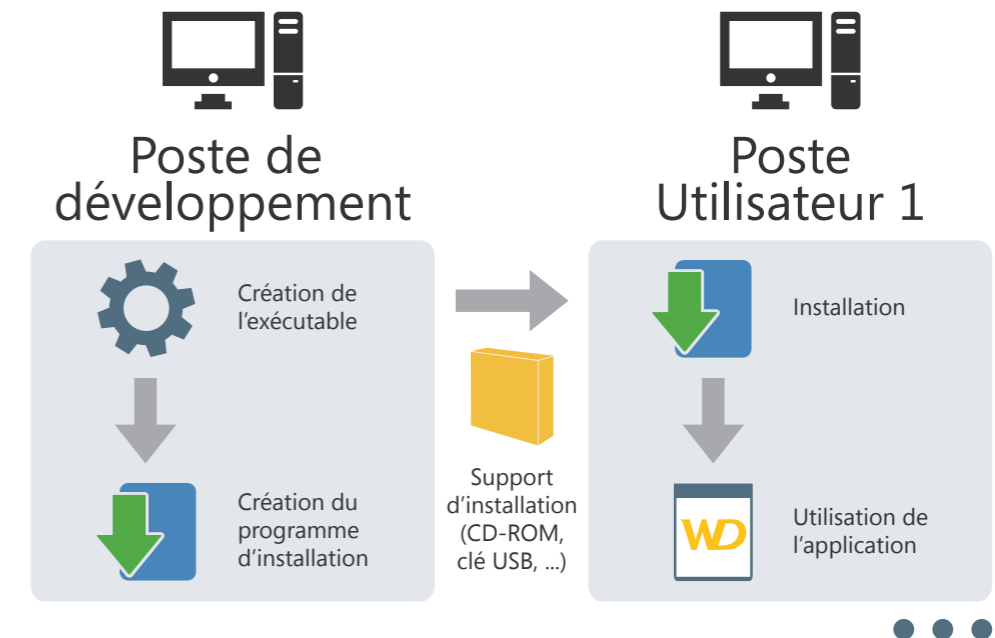 Poste de
développement
Création de
l'exécutable
Création du
programme
d'installation
Support
d'installation
(CD-ROM,
clé USB, ...)
Poste
Utilisateur 1
Installation
WD
Utilisation de
l'application